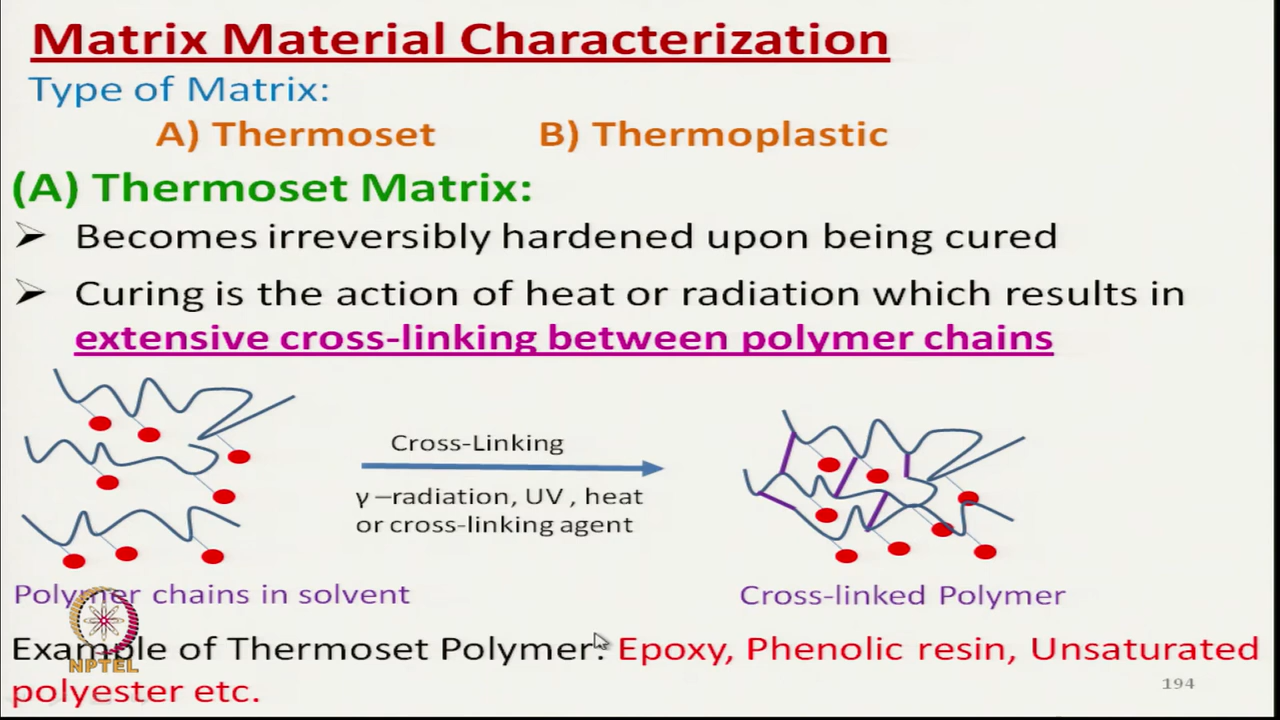 Matrix Material Characterization
Type of Matrix:
A) Thermoset B) Thermoplastic
(A) Thermoset Matrix:
➢ Becomes irreversibly hardened upon being cured
➢ Curing is the action of heat or radiation which results in
extensive cross-linking between polymer chains
Cross-Linking
γ –radiation, UV , heat
or cross-linking agent
Polymer chains in solvent
Cross-linked Polymer
Example of Thermoset Polymer: Epoxy, Phenolic resin, Unsaturated
polyester etc.
NPTEL
194